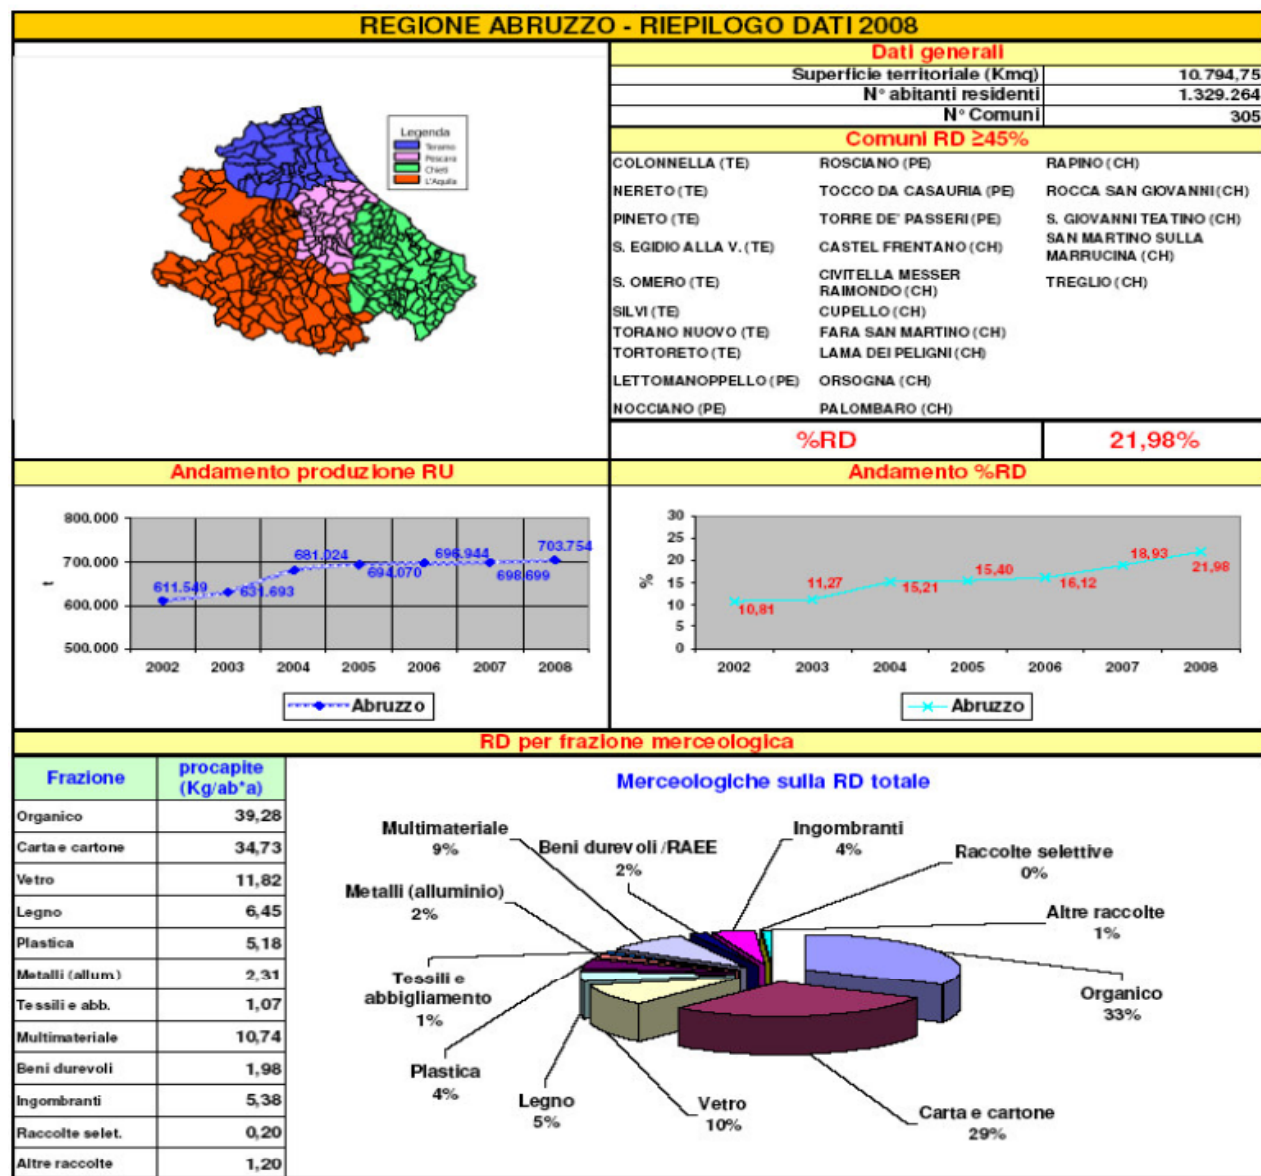 REGIONE ABRUZZO - RIEPILOGO DATI 2008
Dati generali
Superficie territoriale (Kmq) 10.794,75
N° abitanti residenti 1.329.264
N° Comuni 305
Legenda
Teramo
Pescara
Chieti
L'Aquila
Comuni RD ≥45%
COLONNELLA (TE) ROSCIANO (PE) RAPINO (CH)
NERETO (TE) TOCCO DA CASAURIA (PE) ROCCA SAN GIOVANNI (CH)
PINETO (TE) TORRE DE' PASSERI (PE) S. GIOVANNI TEATINO (CH)
S. EGIDIO ALLA V. (TE) CASTEL FRENTANO (CH) SAN MARTINO SULLA
MARRUCINA (CH)
S. OMERO (TE) CIVITELLA MESSER
RAIMONDO (CH) TREGLIO (CH)
SILVI (TE) CUPELLO (CH)
TORANO NUOVO (TE) FARA SAN MARTINO (CH)
TORTORETO (TE) LAMA DEI PELIGNI (CH)
LETTOMANOPPELLO (PE) ORSOGNA (CH)
NOCCIANO (PE) PALOMBARO (CH)
%RD 21,98%
Andamento produzione RU
800.000
700.000
600.000
500.000
t
611.549 631.693 681.024 694.070 696.944 698.699 703.754
2002 2003 2004 2005 2006 2007 2008
Abruzzo
Andamento %RD
30
25
20
15
10
5
0
%
10,81 11,27 15,21 15,40 16,12 18,93 21,98
2002 2003 2004 2005 2006 2007 2008
Abruzzo
RD per frazione merceologica
Frazione procapite
(Kg/ab*a)
Organico 39,28
Carta e cartone 34,73
Vetro 11,82
Legno 6,45
Plastica 5,18
Metalli (allum.) 2,31
Tessili e abb. 1,07
Multimateriale 10,74
Beni durevoli 1,98
Ingombranti 5,38
Raccolte selet. 0,20
Altre raccolte 1,20
Merceologiche sulla RD totale
Multimateriale
9%
Beni durevoli /RAEE
2%
Ingombranti
4%
Raccolte selettive
0%
Metalli (alluminio)
2%
Altre raccolte
1%
Tessili e
abbigliamento
1%
Organico
33%
Plastica
4%
Legno
5%
Vetro
10%
Carta e cartone
29%